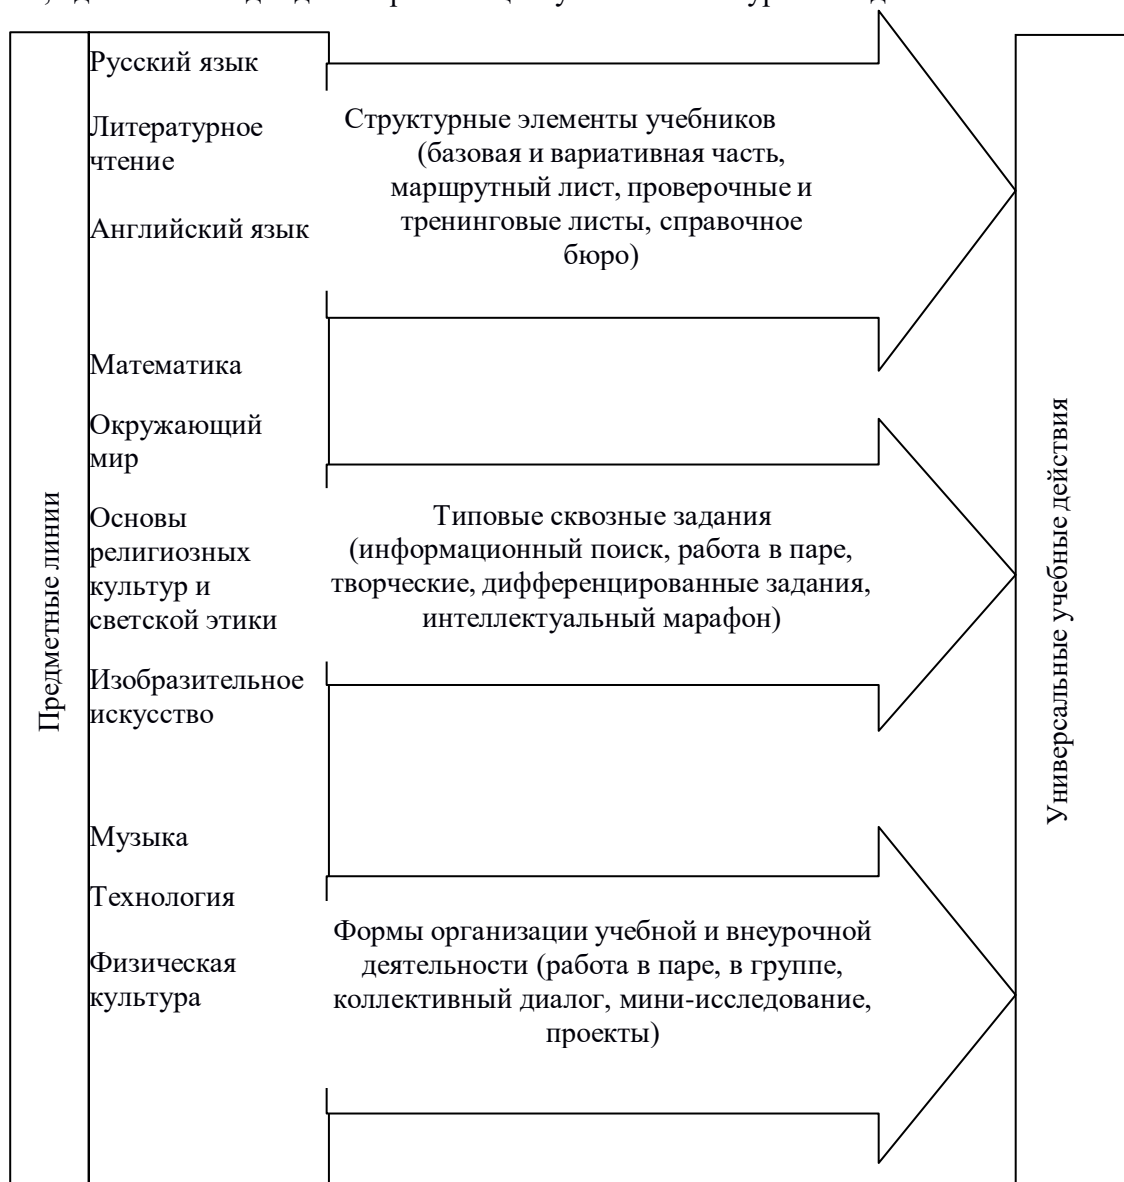 Предметные линии
Русский язык
Литературное
чтение
Английский язык
Математика
Окружающий
мир
Основы
религиозных
культур и
светской этики
Изобразительное
искусство
Музыка
Технология
Физическая
культура
Структурные элементы учебников
(базовая и вариативная часть,
маршрутный лист, проверочные и
тренинговые листы, справочное
бюро)
Типовые сквозные задания
(информационный поиск, работа в паре,
творческие, дифференцированные задания,
интеллектуальный марафон)
Формы организации учебной и внеурочной
деятельности (работа в паре, в группе,
коллективный диалог, мини-исследование,
проекты)
Универсальные учебные действия